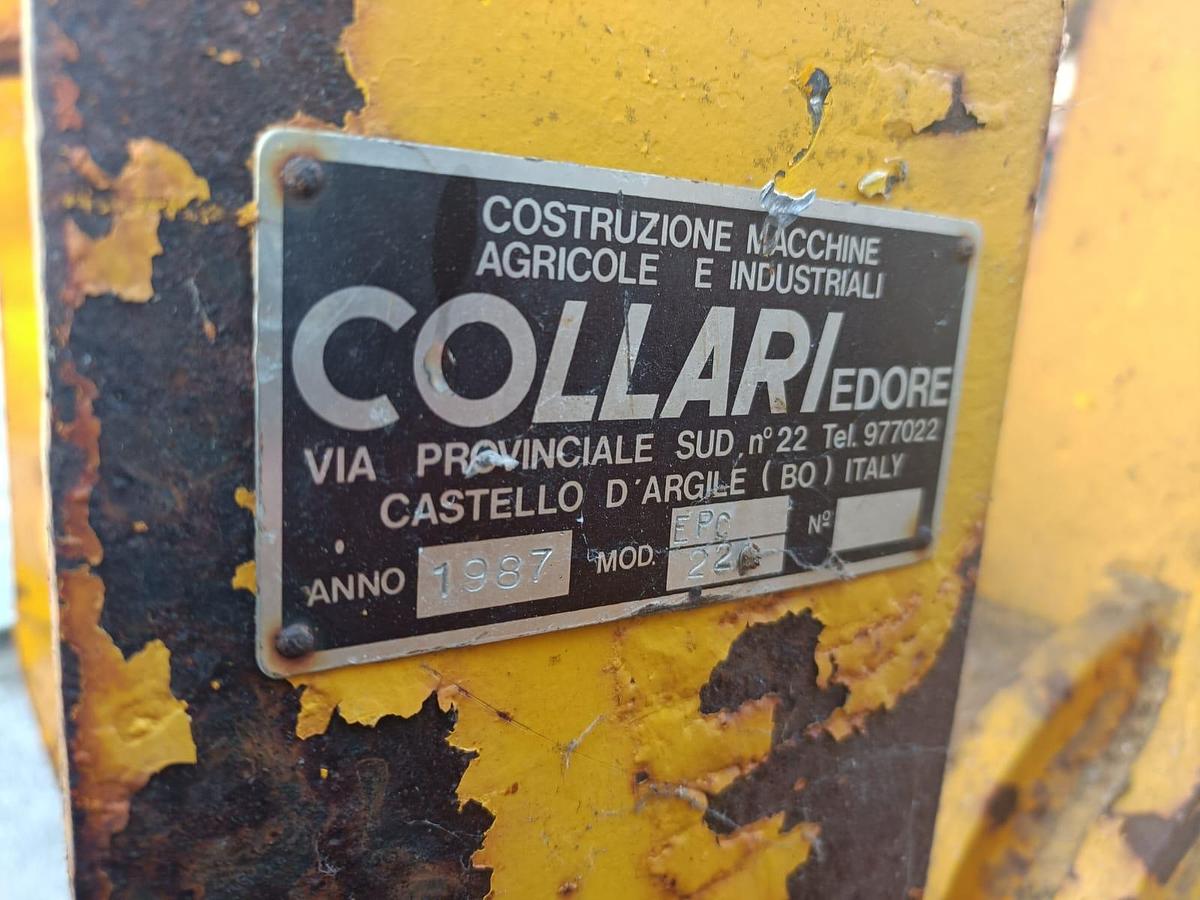 COSTRUZIONE MACCHINE
AGRICOLE E INDUSTRIALI
COLLARI EDORE
VIA PROVINCIALE SUD nº 22 Tel. 977022
CASTELLO D'ARGILE (BO) ITALY
ANNO 1987 MOD. EPC Nº